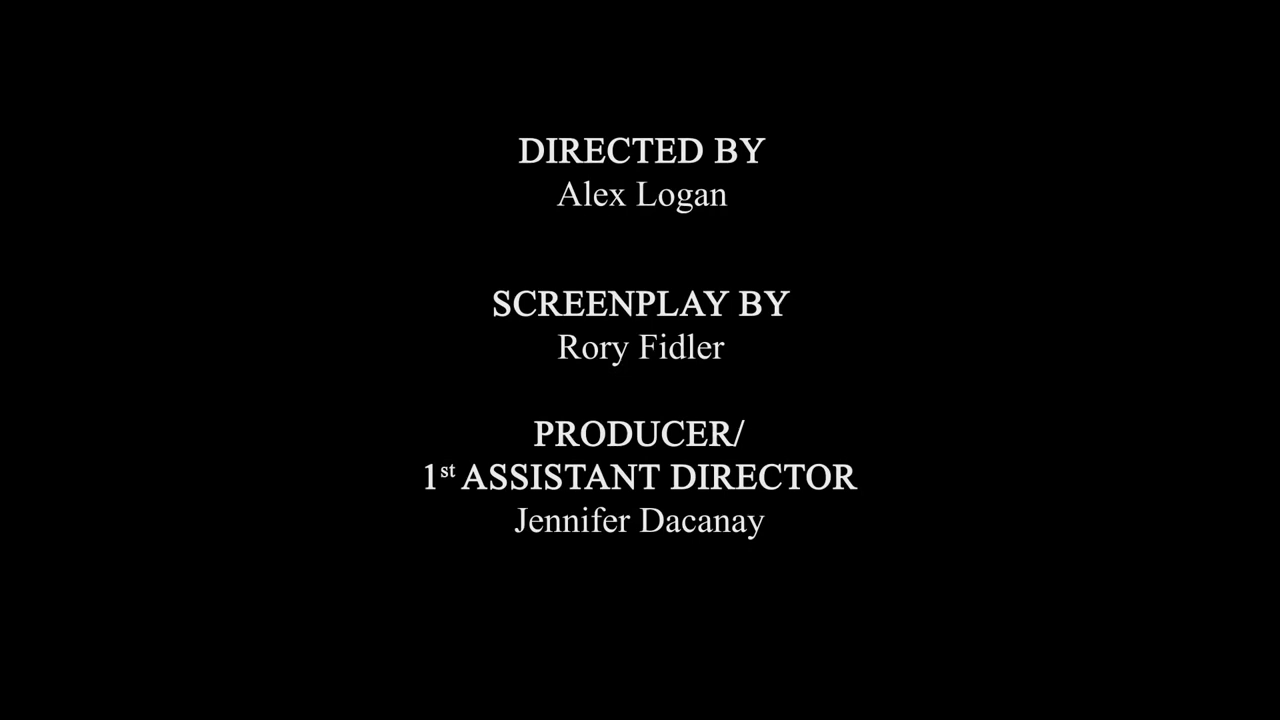 DIRECTED BY
Alex Logan
SCREENPLAY BY
Rory Fidler
PRODUCER/
1st ASSISTANT DIRECTOR
Jennifer Dacanay